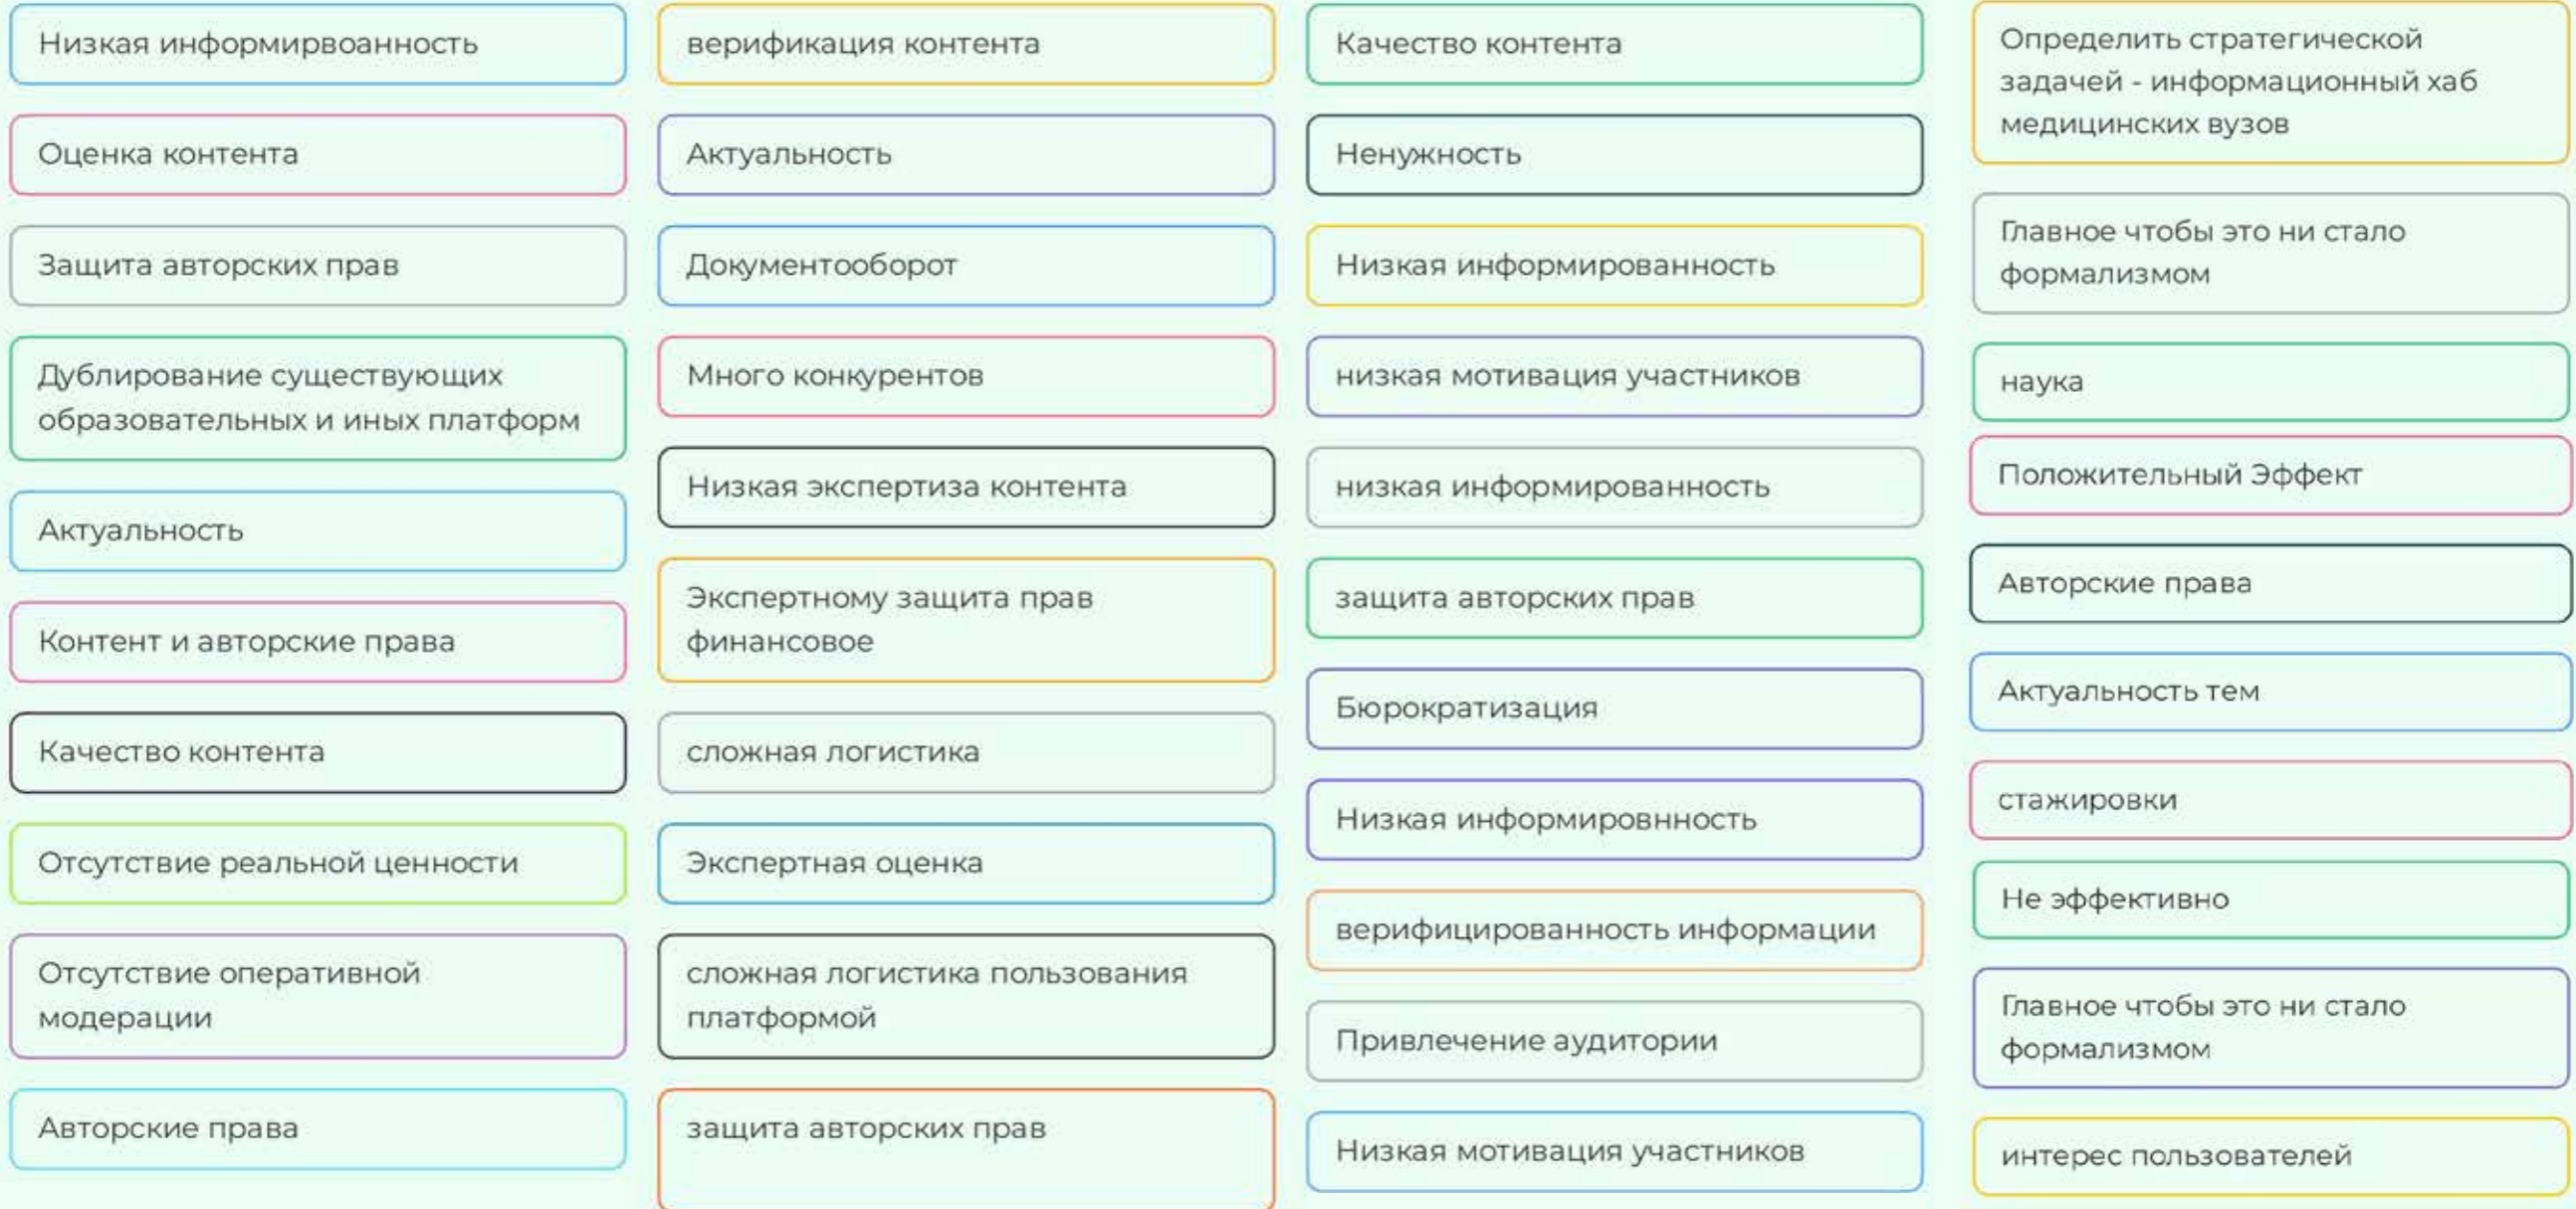 Низкая информирвоанность
Оценка контента
Защита авторских прав
Дублирование существующих
образовательных и иных платформ
Актуальность
Контент и авторские права
Качество контента
Отсутствие реальной ценности
Отсутствие оперативной
модерации
Авторские права
верификация контента
Актуальность
Документооборот
Много конкурентов
Низкая экспертиза контента
Экспертному защита прав
финансовое
сложная логистика
Экспертная оценка
сложная логистика пользования
платформой
защита авторских прав
Качество контента
Ненужность
Низкая информированность
низкая мотивация участников
низкая информированность
защита авторских прав
Бюрократизация
Низкая информировнность
верифицированность информации
Привлечение аудитории
Низкая мотивация участников
Определить стратегической
задачей - информационный хаб
медицинских вузов
Главное чтобы это ни стало
формализмом
наука
Положительный Эффект
Авторские права
Актуальность тем
стажировки
Не эффективно
Главное чтобы это ни стало
формализмом
интерес пользователей